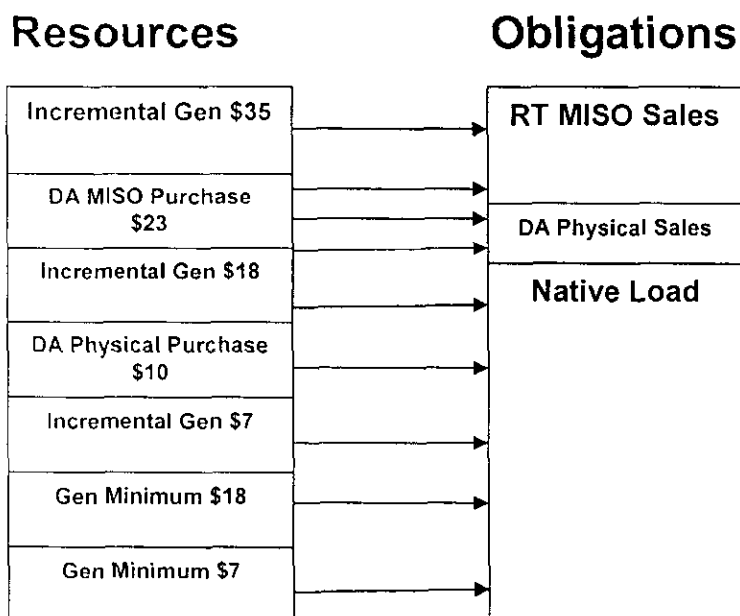 Resources
Obligations
Incremental Gen $35
DA MISO Purchase
$23
Incremental Gen $18
DA Physical Purchase
$10
Incremental Gen $7
Gen Minimum $18
Gen Minimum $7
RT MISO Sales
DA Physical Sales
Native Load